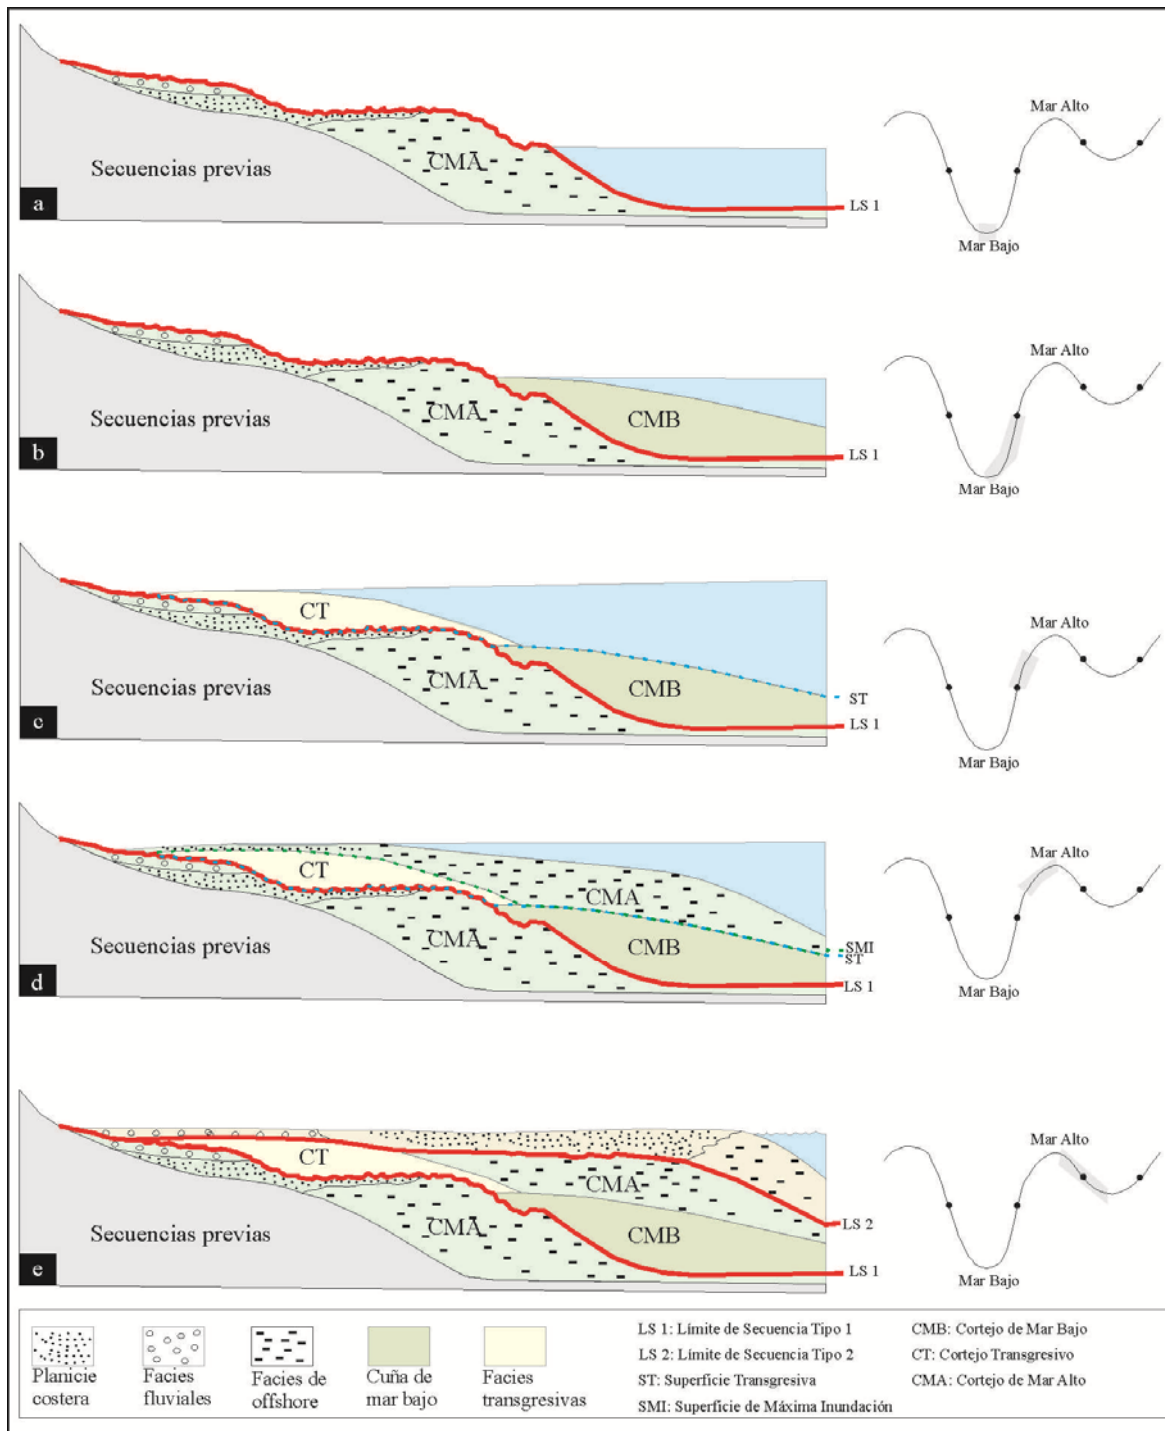 Mar Alto
Secuencias previas
CMA
a
LS 1
Mar Bajo
Mar Alto
Secuencias previas
CMA
CMB
b
LS 1
Mar Bajo
Mar Alto
CT
Secuencias previas
CMA
CMB
ST
c
LS 1
Mar Bajo
Mar Alto
CT
CMA
Secuencias previas
CMA
CMB
SMI
ST
d
LS 1
Mar Bajo
Mar Alto
CT
CMA
LS 2
Secuencias previas
CMA
CMB
e
LS 1
Mar Bajo
Planicie
costera
Facies
fluviales
Facies de
offshore
Cuña de
mar bajo
Facies
transgresivas
LS 1: Límite de Secuencia Tipo 1
LS 2: Límite de Secuencia Tipo 2
ST: Superfície Transgresiva
SMI: Superfície de Máxima Inundación
CMB: Cortejo de Mar Bajo
CT: Cortejo Transgresivo
CMA: Cortejo de Mar Alto